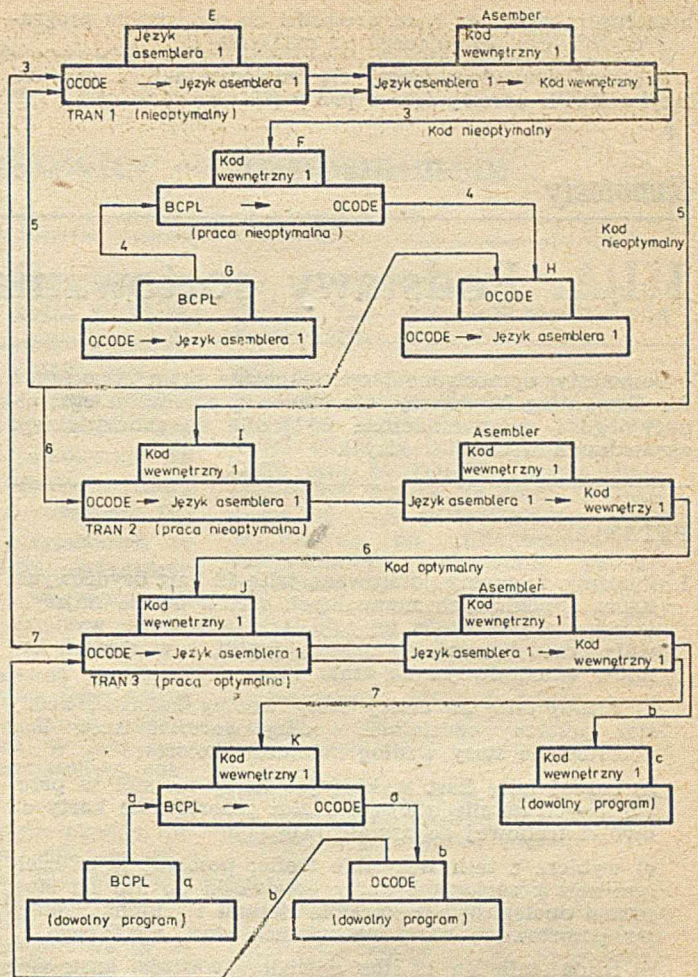 E
Język
asemblera 1
Asember
Kod
wewnętrzny 1
3
OCODE → Język asemblera 1
Język asemblera 1 → Kod wewnętrzny 1
TRAN 1 (nieoptymalny)
3
Kod nieoptymalny
F
Kod
wewnętrzny 1
BCPL → OCODE
(praca nieoptymalna)
4
5
5
Kod
nieoptymalny
4
G
BCPL
H
OCODE
OCODE → Język asemblera 1
OCODE → Język asemblera 1
6
I
Kod
wewnętrzny 1
Asembler
Kod
wewnętrzny 1
OCODE → Język asemblera 1
Język asemblera 1 → Kod
wewnętrzy 1
TRAN 2 (praca nieoptymalna)
6
Kod optymalny
J
Kod
węwnętrzny 1
Asembler
Kod
wewnętrzny 1
7
OCODE → Język asemblera 1
Język asemblera 1 → Kod
wewnętrzny 1
TRAN 3 (praca optymalna)
7
b
K
Kod
wewnętrzny 1
Kod
wewnętrzny 1
c
(dowolny program)
a
BCPL → OCODE
a
BCPL
a
b
OCODE
b
(dowolny program)
(dowolny program)